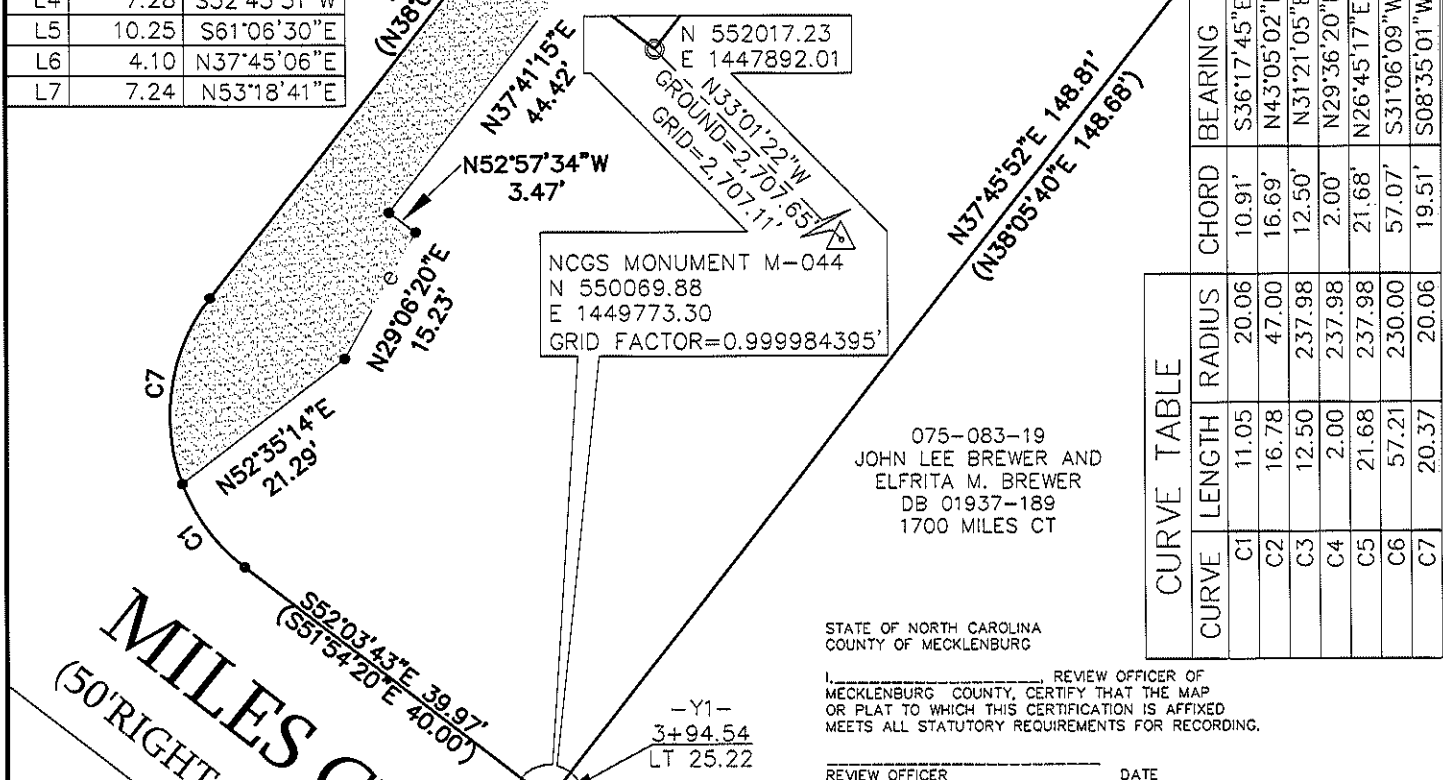 L4 7.28 S52°45'51"W
L5 10.25 S61°06'30"E
L6 4.10 N37°45'06"E
L7 7.24 N53°18'41"E
(N38°
N37°41'15"E
44.42'
N 552017.23
E 1447892.01
N33°01'22"W
GROUND=2,707.65'
GRID=2,707.11'
N52°57'34"W
3.47'
e
N29°06'20"E
15.23'
NCGS MONUMENT M-044
N 550069.88
E 1449773.30
GRID FACTOR=0.999984395'
N37°45'52"E 148.81'
(N38°05'40"E 148.68')
C7
N52°35'14"E
21.29'
C1
S52°03'43"E 39.97'
(S51°54'20"E 40.00')
MILES
(50'RIGHT
075-083-19
JOHN LEE BREWER AND
ELFRITA M. BREWER
DB 01937-189
1700 MILES CT
-Y1-
3+94.54
LT 25.22
CURVE TABLE
CURVE LENGTH RADIUS CHORD BEARING
C1 11.05 20.06 10.91' S36°17'45"E
C2 16.78 47.00 16.69' N43°05'02"
C3 12.50 237.98 12.50' N31°21'05"E
C4 2.00 237.98 2.00' N29°36'20"
C5 21.68 237.98 21.68' N26°45'17"E
C6 57.21 230.00 57.07' S31°06'09"W
C7 20.37 20.06 19.51' S08°35'01"W
STATE OF NORTH CAROLINA
COUNTY OF MECKLENBURG
I,____________________, REVIEW OFFICER OF
MECKLENBURG COUNTY, CERTIFY THAT THE MAP
OR PLAT TO WHICH THIS CERTIFICATION IS AFFIXED
MEETS ALL STATUTORY REQUIREMENTS FOR RECORDING.
REVIEW OFFICER DATE